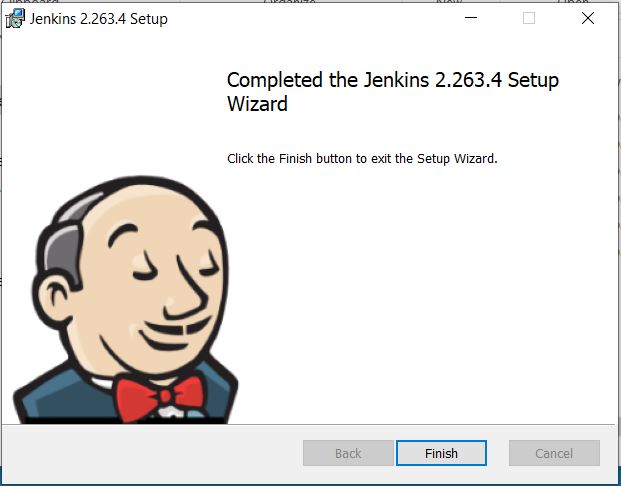 Jenkins 2.263.4 Setup
Completed the Jenkins 2.263.4 Setup
Wizard
Click the Finish button to exit the Setup Wizard.
Back
Finish
Cancel